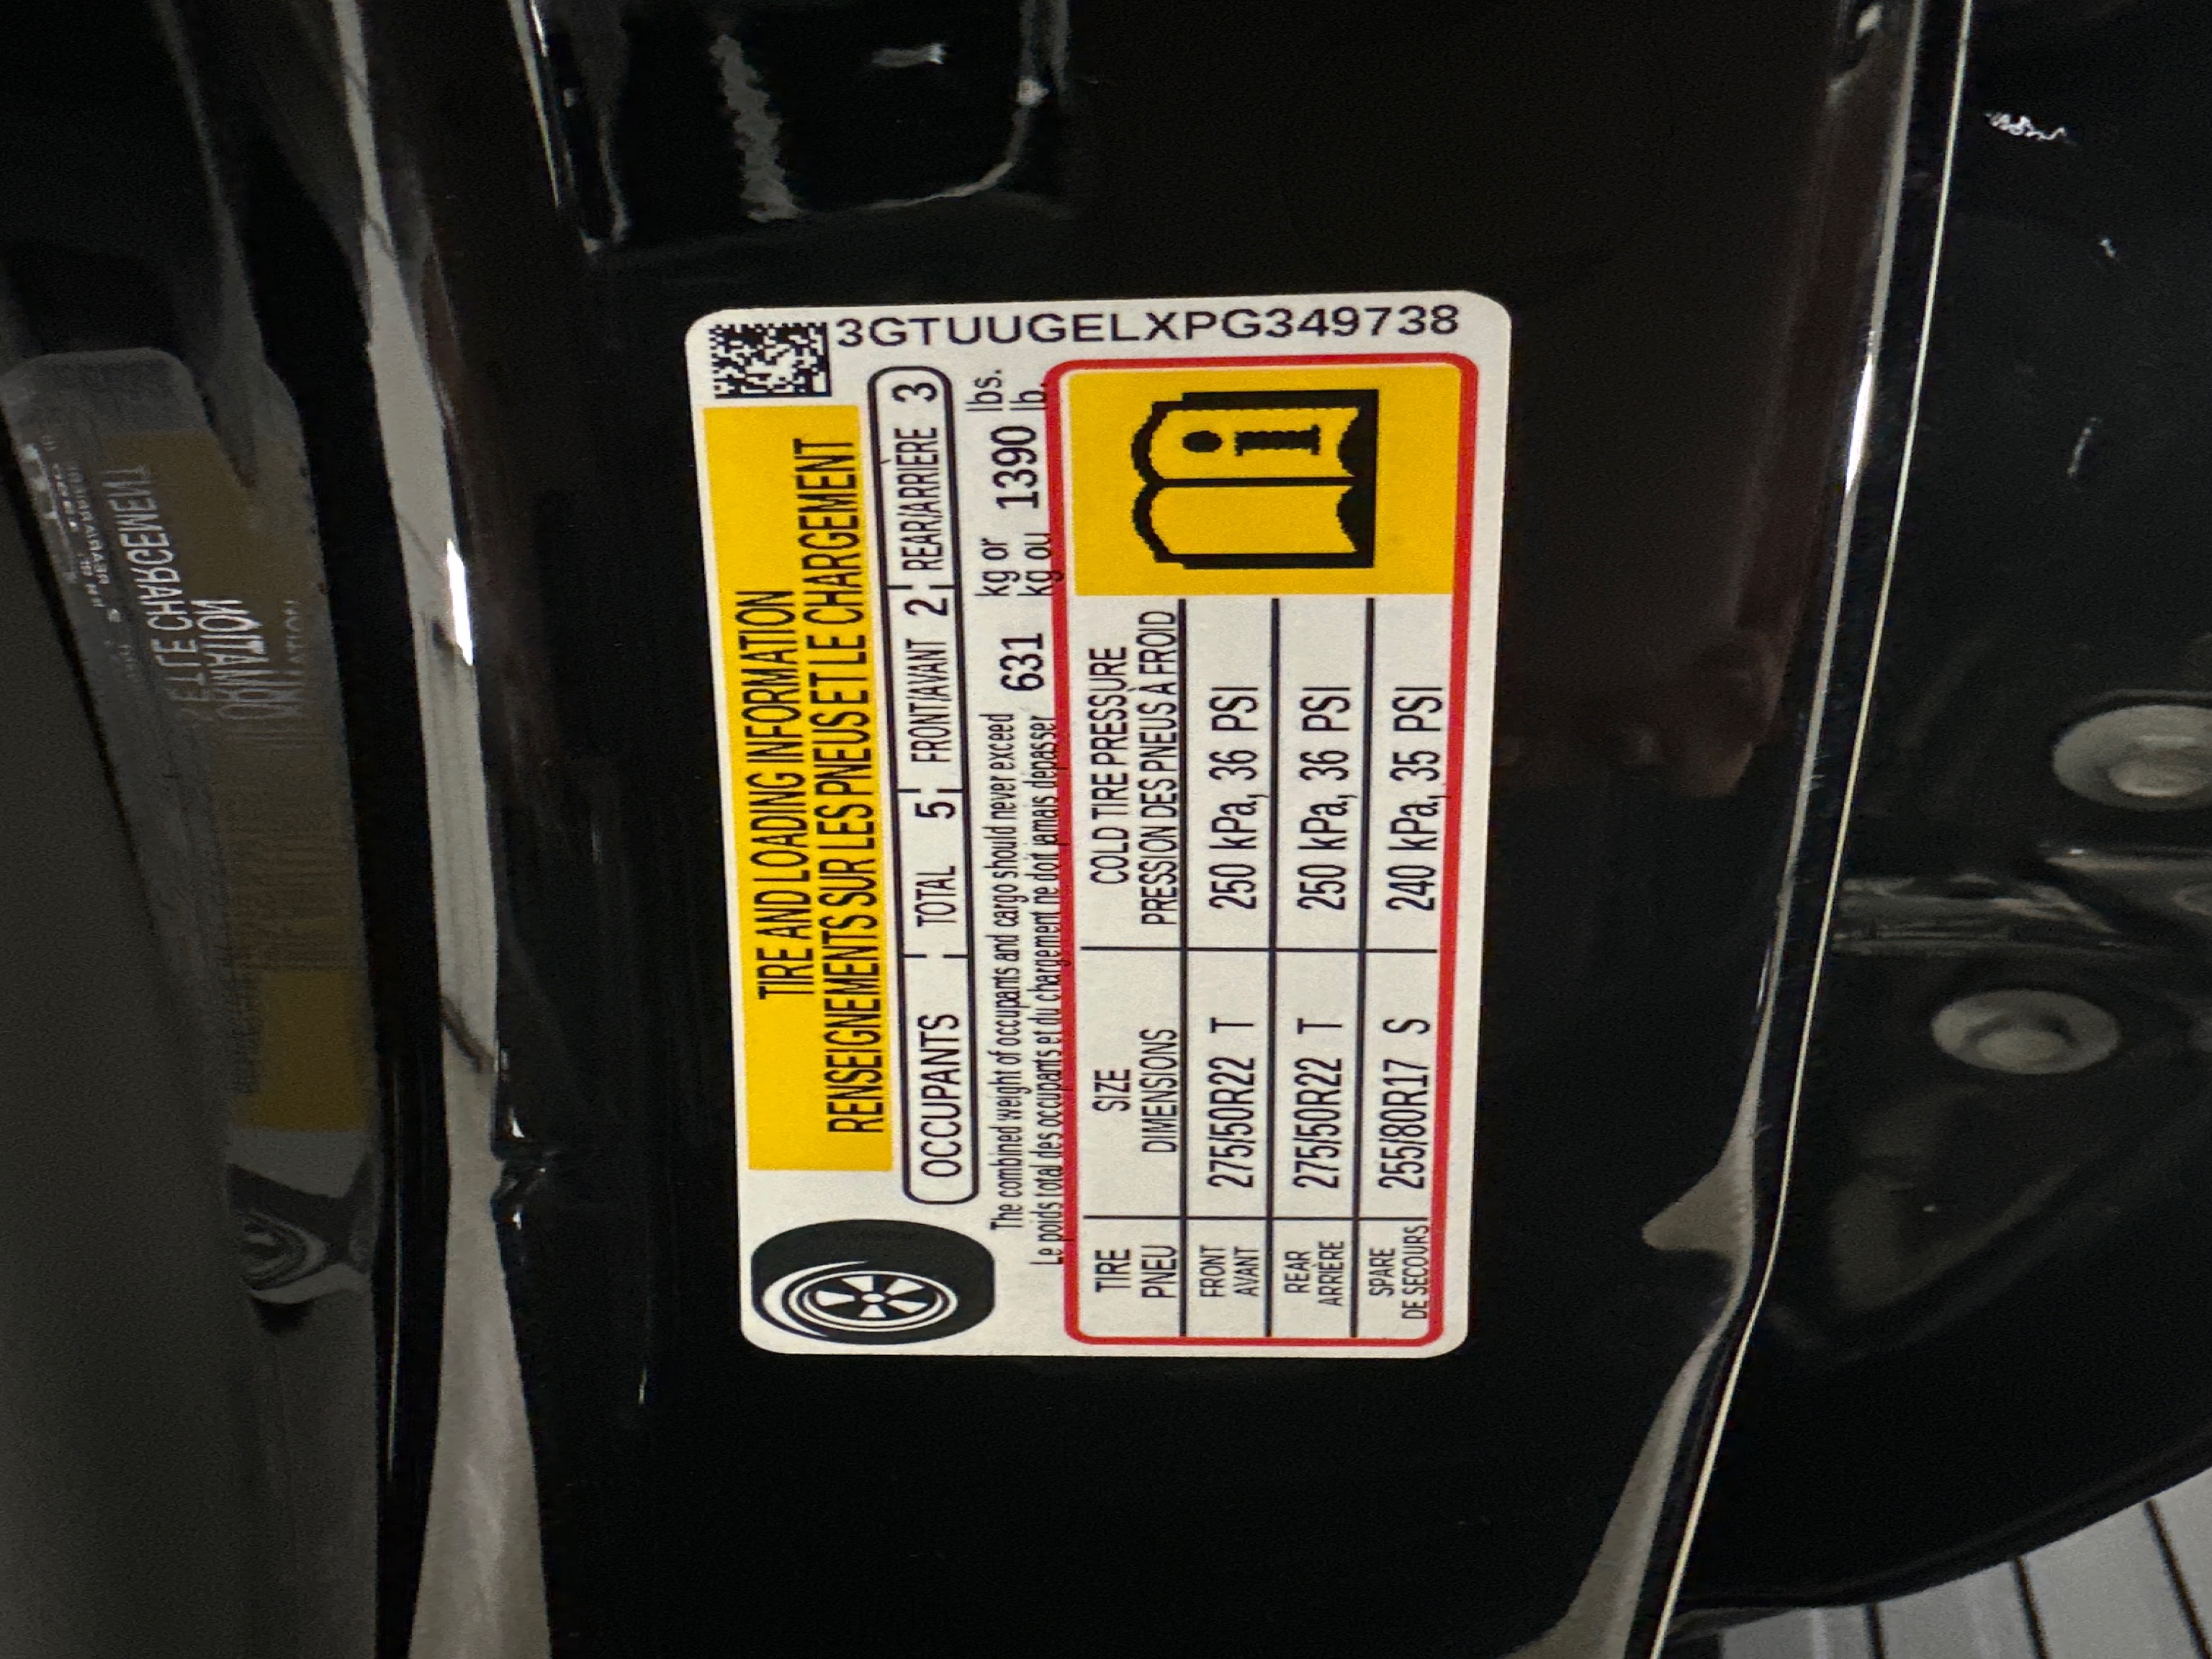 3GTUUGELXPG349738
TIRE AND LOADING INFORMATION
RENSEIGNEMENTS SUR LES PNEUS ET LE CHARGEMENT
OCCUPANTS TOTAL 5 FRONT/AVANT 2 REAR/ARRIÈRE 3
The combined weight of occupants and cargo should never exceed 631 kg or 1390 lbs.
Le poids total des occupants et du chargement ne doit jamais dépasser kg ou lb.
TIRE SIZE COLD TIRE PRESSURE
PNEU DIMENSIONS PRESSION DES PNEUS À FROID
FRONT
AVANT 275/50R22 T 250 kPa, 36 PSI
REAR
ARRIÈRE 275/50R22 T 250 kPa, 36 PSI
SPARE
DE SECOURS 255/80R17 S 240 kPa, 35 PSI
i